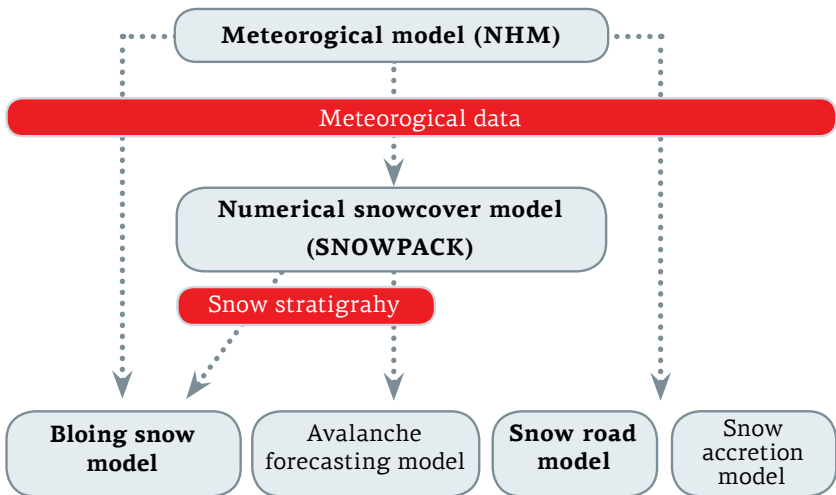 Meteorogical model (NHM)
Meteorogical data
Numerical snowcover model
(SNOWPACK)
Snow stratigrahy
Bloing snow
model
Avalanche
forecasting model
Snow road
model
Snow
accretion
model